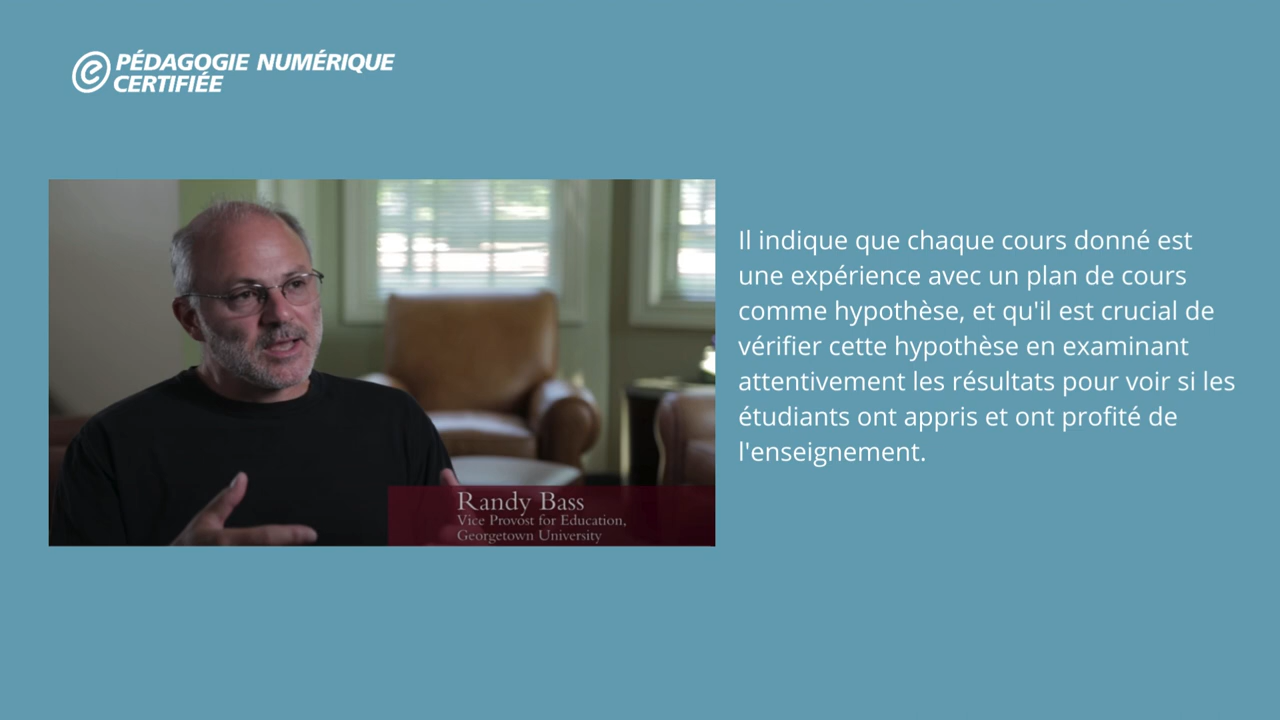 PÉDAGOGIE NUMÉRIQUE
CERTIFIÉE
Il indique que chaque cours donné est
une expérience avec un plan de cours
comme hypothèse, et qu'il est crucial de
vérifier cette hypothèse en examinant
attentivement les résultats pour voir si les
étudiants ont appris et ont profité de
l'enseignement.
Randy Bass
Vice Provost for Education,
Georgetown University